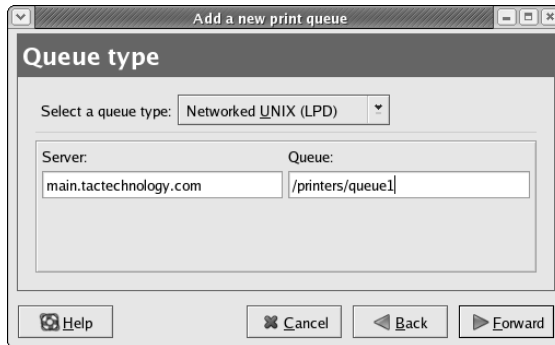 Add a new print queue
Queue type
Select a queue type: Networked UNIX (LPD)
Server: Queue:
main.tactechnology.com /printers/queue1
Help Cancel Back Forward